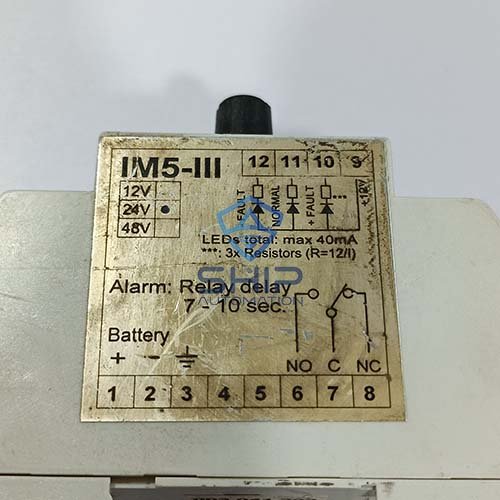 IM5-III 12 11 10 9
12V
24V
48V
FAULT
NORMAL
+ FAULT
***
+12V
LEDs total: max 40mA
***: 3x Resistors (R=12/I)
SHIP
AUTOMATION
Alarm: Relay delay
7 - 10 sec.
Battery
+ -
NO C NC
1 2 3 4 5 6 7 8